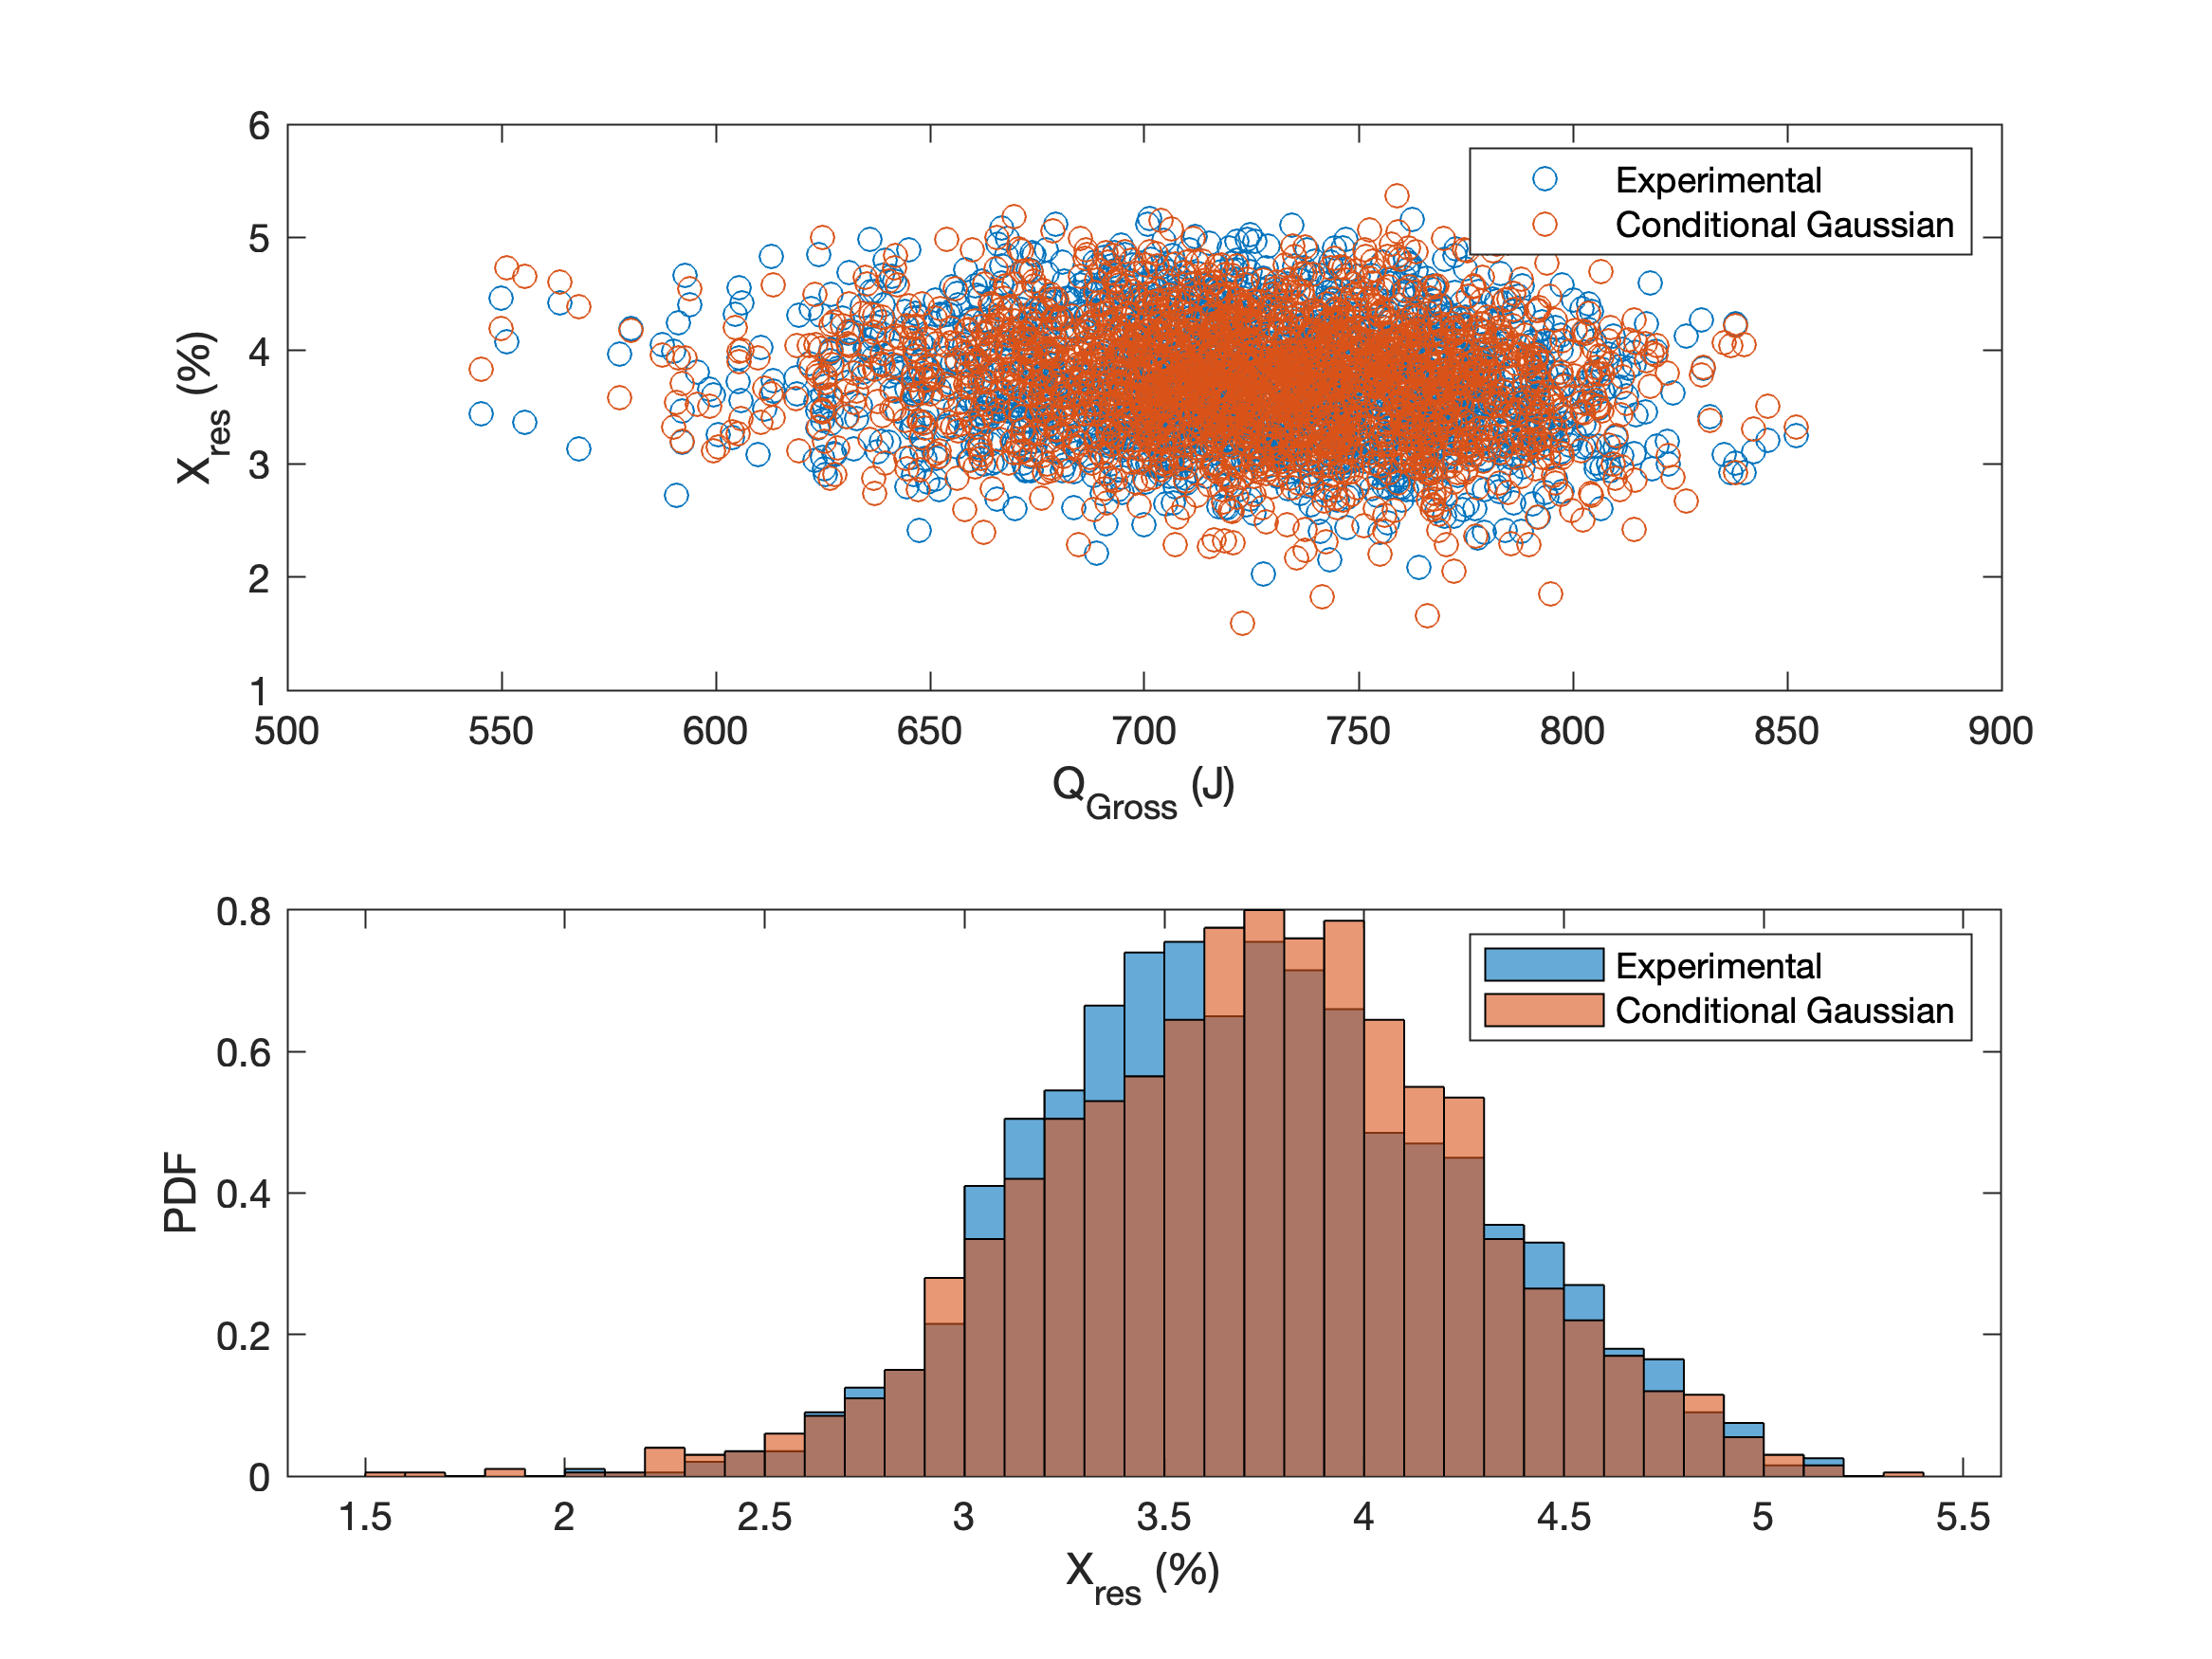 6
5
4
3
2
1
X_res (%)
Experimental
Conditional Gaussian
500 550 600 650 700 750 800 850 900
Q_Gross (J)
0.8
0.6
0.4
0.2
0
PDF
Experimental
Conditional Gaussian
1.5 2 2.5 3 3.5 4 4.5 5 5.5
X_res (%)